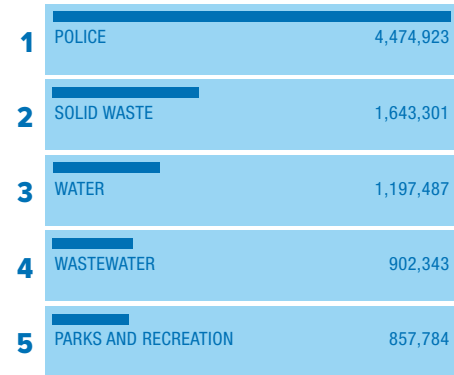 1 POLICE 4,474,923
2 SOLID WASTE 1,643,301
3 WATER 1,197,487
4 WASTEWATER 902,343
5 PARKS AND RECREATION 857,784